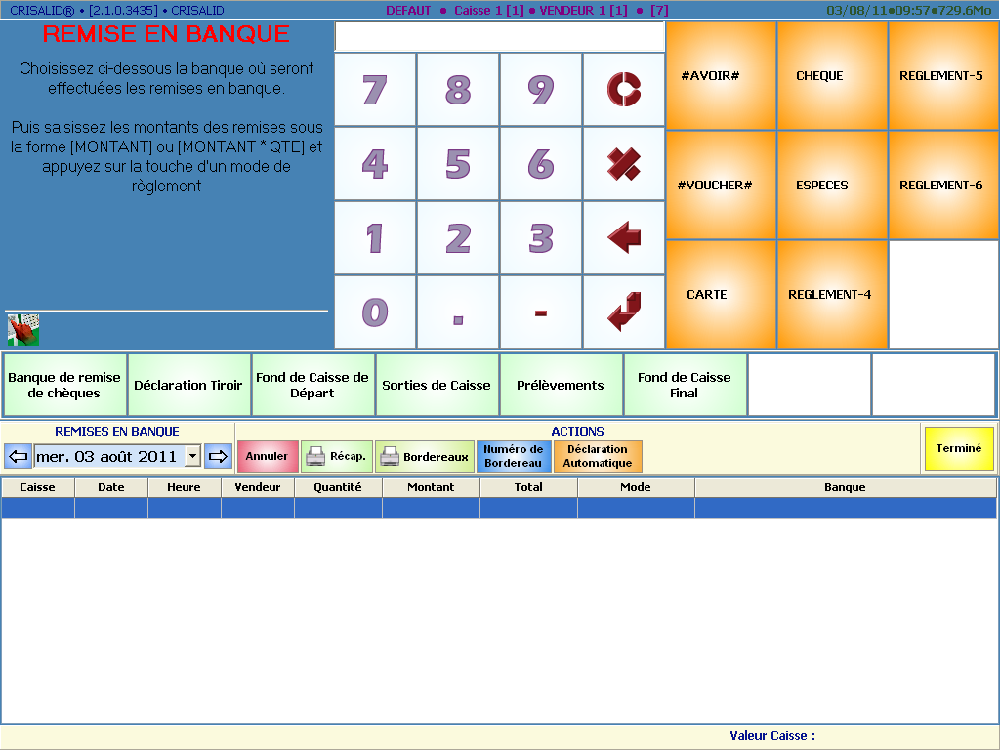 CRISALID® • [2.1.0.3435] • CRISALID
DEFAUT • Caisse 1 [1] • VENDEUR 1 [1] • [7]
03/08/11•09:57•729.6Mo
REMISE EN BANQUE
Choisissez ci-dessous la banque où seront
effectuées les remises en banque.
Puis saisissez les montants des remises sous
la forme [MONTANT] ou [MONTANT * QTE] et
appuyez sur la touche d'un mode de
règlement
7 8 9 C
4 5 6
1 2 3
0 . -
#AVOIR# CHEQUE REGLEMENT-5
#VOUCHER# ESPECES REGLEMENT-6
CARTE REGLEMENT-4
Banque de remise
de chèques
Déclaration Tiroir
Fond de Caisse de
Départ
Sorties de Caisse
Prélèvements
Fond de Caisse
Final
REMISES EN BANQUE
mer. 03 août 2011
ACTIONS
Annuler
Récap.
Bordereaux
Numéro de
Bordereau
Déclaration
Automatique
Terminé
Caisse Date Heure Vendeur Quantité Montant Total Mode Banque
Valeur Caisse :